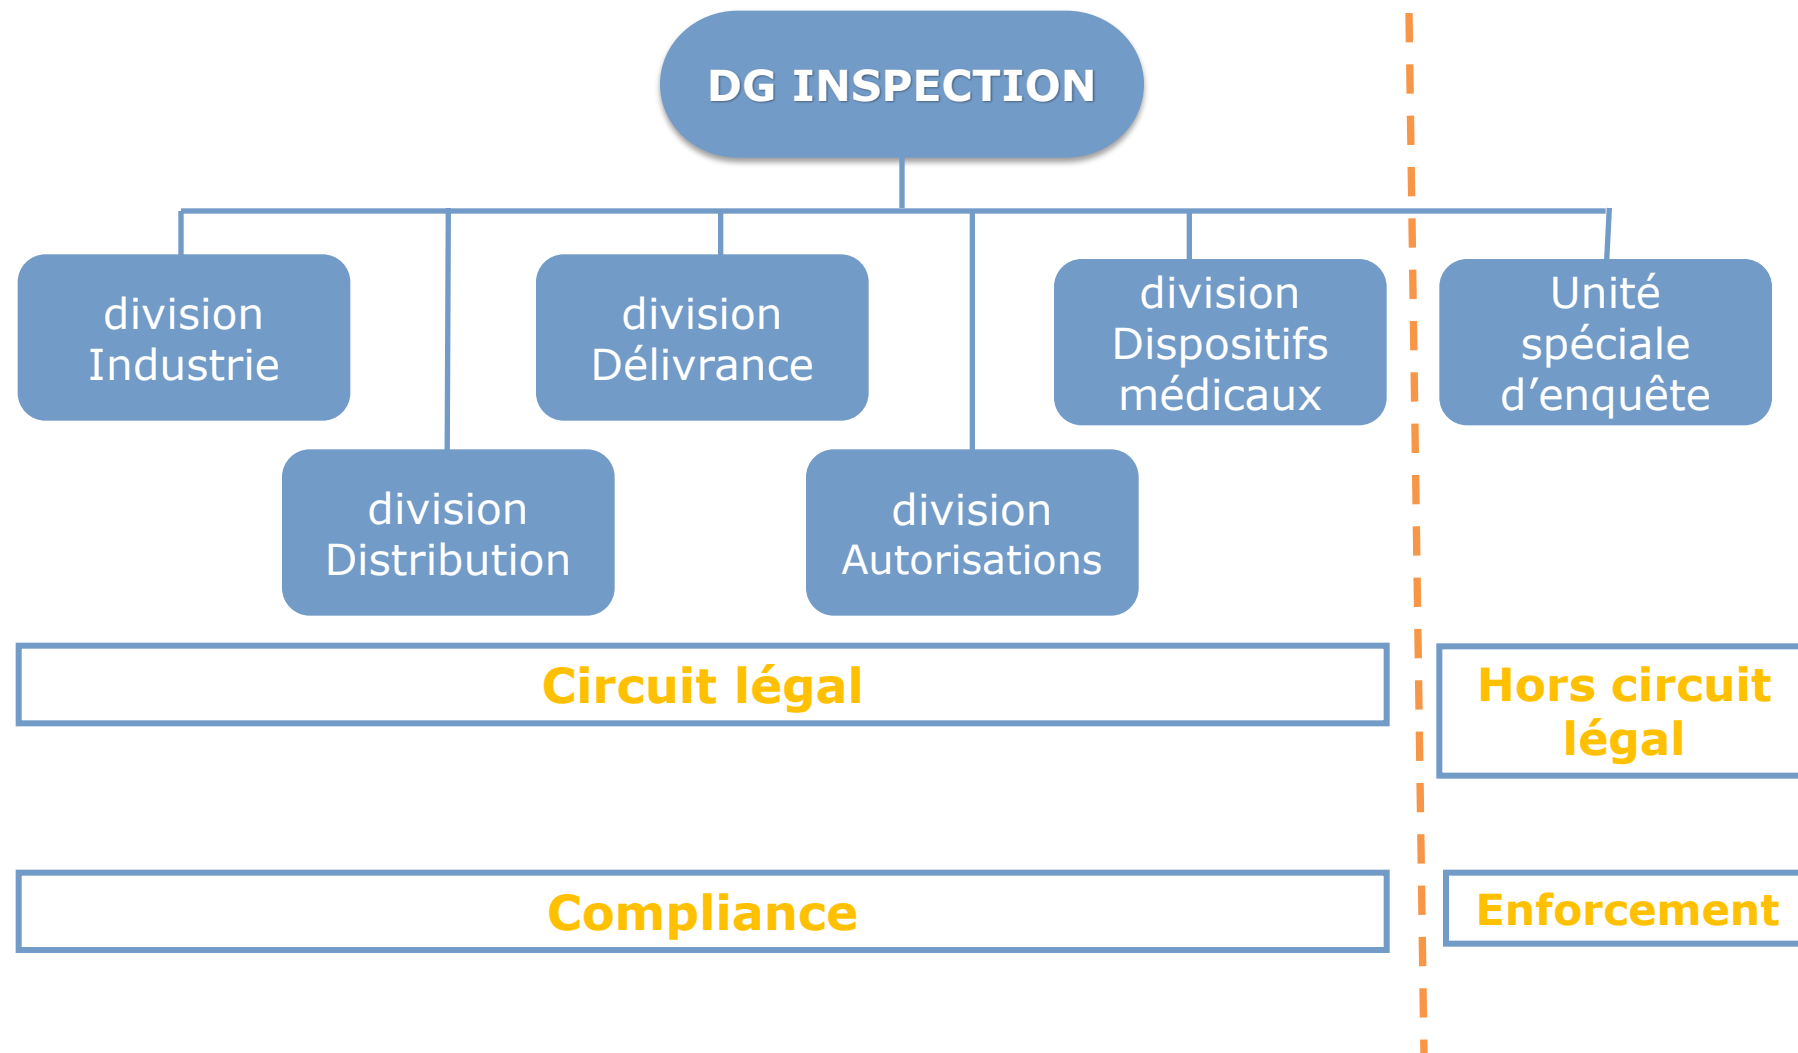 DG INSPECTION
division
Industrie
division
Délivrance
division
Dispositifs
médicaux
Unité
spéciale
d’enquête
division
Distribution
division
Autorisations
Circuit légal
Hors circuit
légal
Compliance
Enforcement